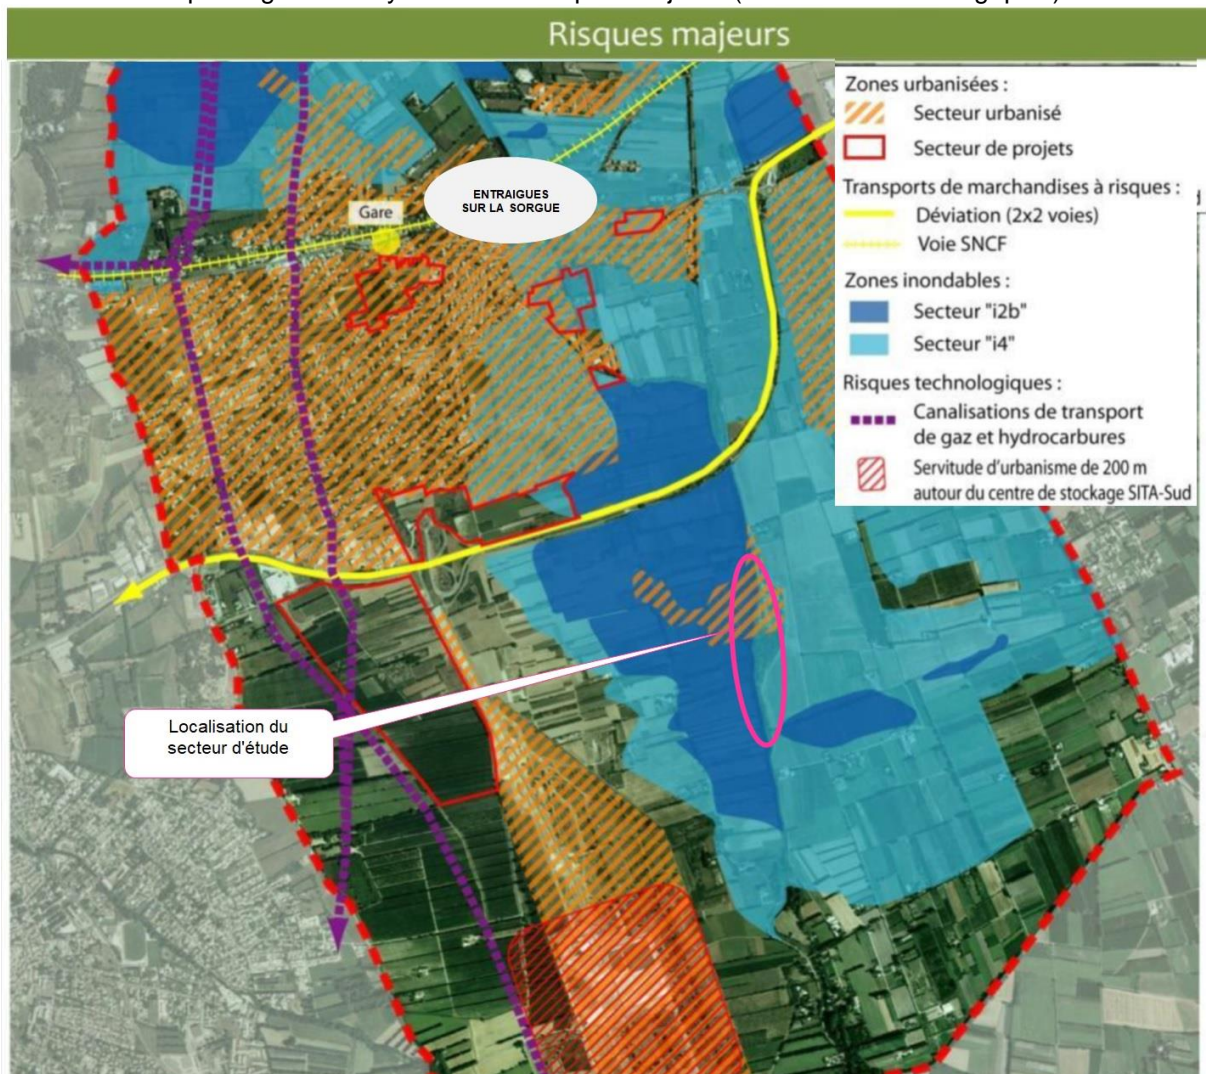 Risques majeurs
Zones urbanisées :
Secteur urbanisé
Secteur de projets
Transports de marchandises à risques :
Déviation (2x2 voies)
Voie SNCF
Zones inondables :
Secteur "i2b"
Secteur "i4"
Risques technologiques :
Canalisations de transport
de gaz et hydrocarbures
Servitude d'urbanisme de 200 m
autour du centre de stockage SITA-Sud
ENTRAIGUES
SUR LA SORGUE
Gare
Localisation du
secteur d'étude